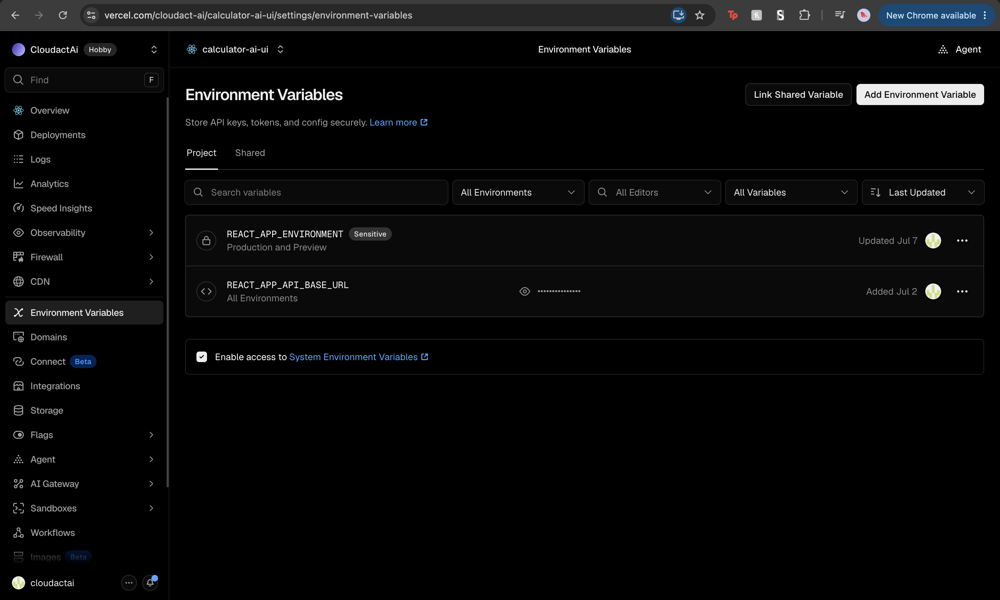 vercel.com/cloudact-ai/calculator-ai-ui/settings/environment-variables
Tp
New Chrome available
CloudactAi Hobby
calculator-ai-ui
Environment Variables
Agent
Find F
Overview
Deployments
Logs
Analytics
Speed Insights
Observability
Firewall
CDN
Environment Variables
Domains
Connect Beta
Integrations
Storage
Flags
Agent
AI Gateway
Sandboxes
Workflows
Images Beta
cloudactai
Environment Variables
Link Shared Variable
Add Environment Variable
Store API keys, tokens, and config securely. Learn more
Project Shared
Search variables
All Environments
All Editors
All Variables
Last Updated
REACT_APP_ENVIRONMENT Sensitive
Production and Preview
Updated Jul 7
REACT_APP_API_BASE_URL
All Environments
•••••••••••••••
Added Jul 2
Enable access to System Environment Variables